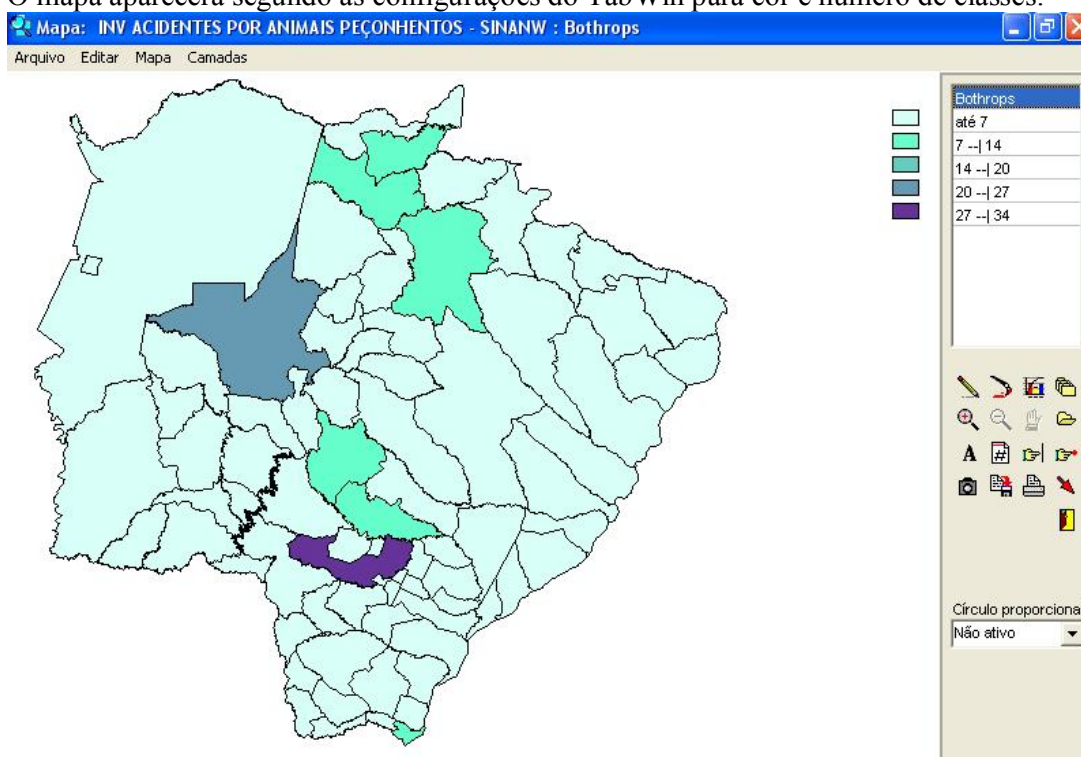 O mapa aparecerá segundo as configurações do TabWin para cor e número de classes.
Mapa: INV ACIDENTES POR ANIMAIS PEÇONHENTOS - SINANW : Bothrops
Arquivo Editar Mapa Camadas
Bothrops
até 7
7 --| 14
14 --| 20
20 --| 27
27 --| 34
A #
Círculo proporciona
Não ativo